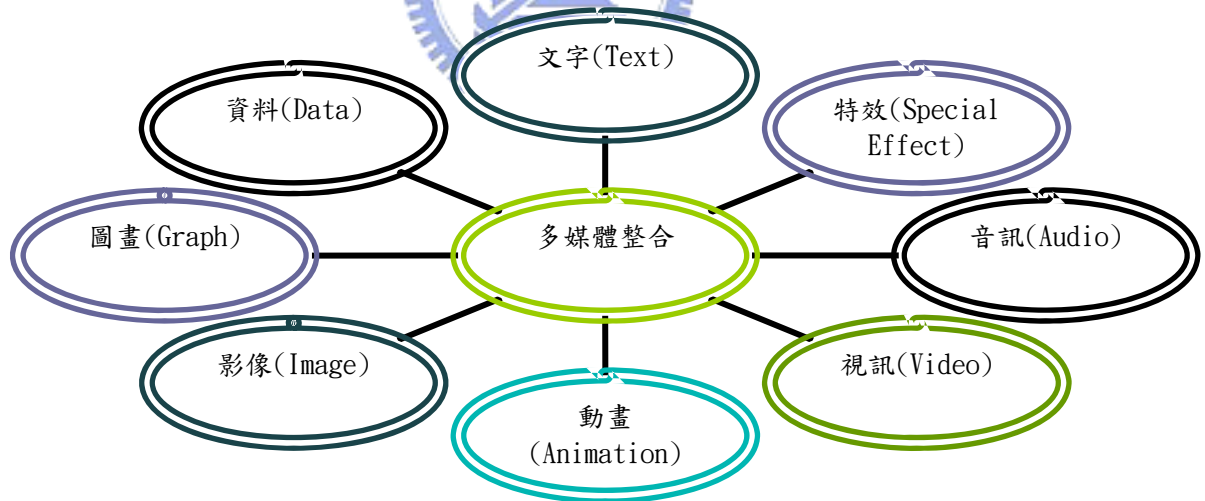 文字(Text)
資料(Data)
特效(Special
Effect)
圖畫(Graph)
多媒體整合
音訊(Audio)
影像(Image)
視訊(Video)
動畫
(Animation)